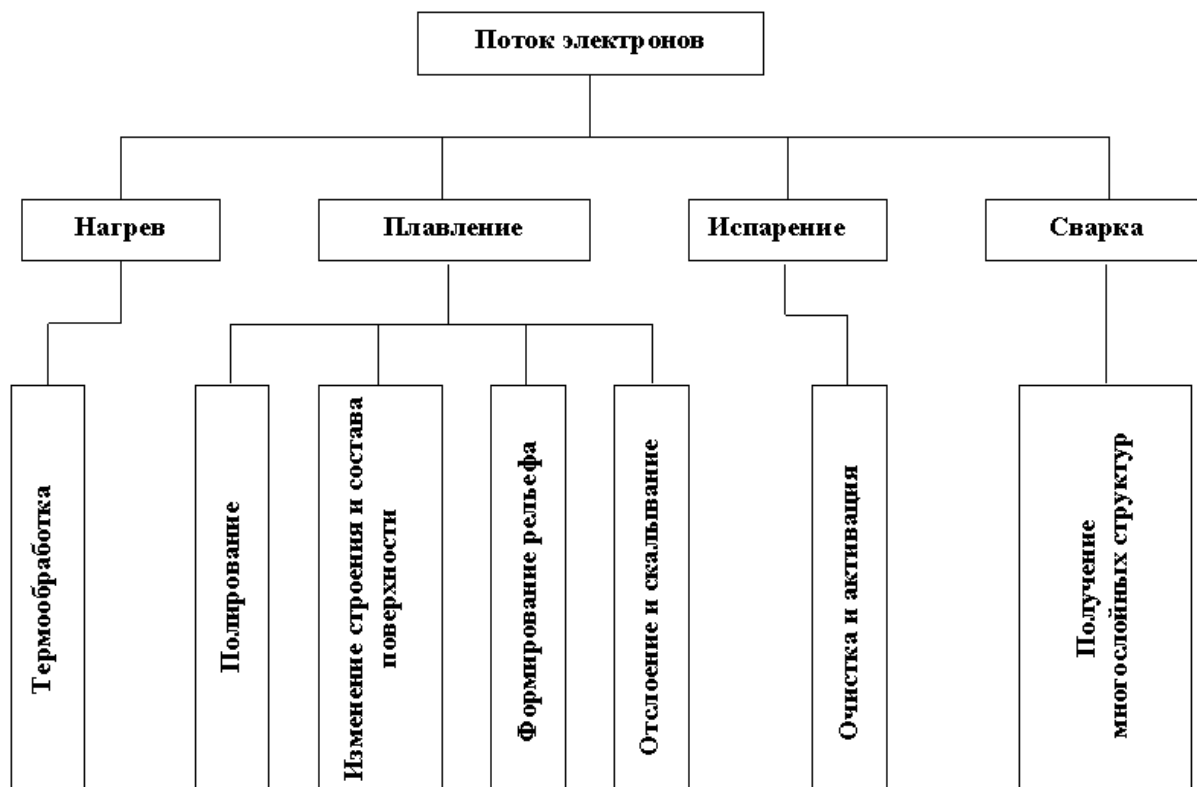 Поток электронов
Нагрев
Плавление
Испарение
Сварка
Термообработка
Полирование
Изменение строения и состава
поверхности
Формирование рельефа
Отслоение и скалывание
Очистка и активация
Получение
многослойных структур